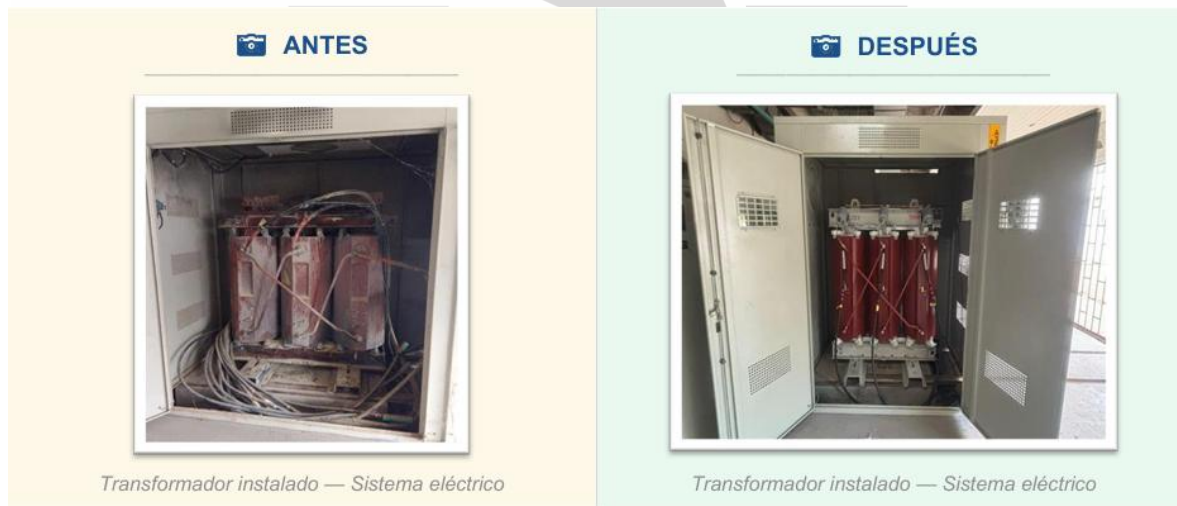 ANTES
DESPUÉS
Transformador instalado — Sistema eléctrico
Transformador instalado — Sistema eléctrico